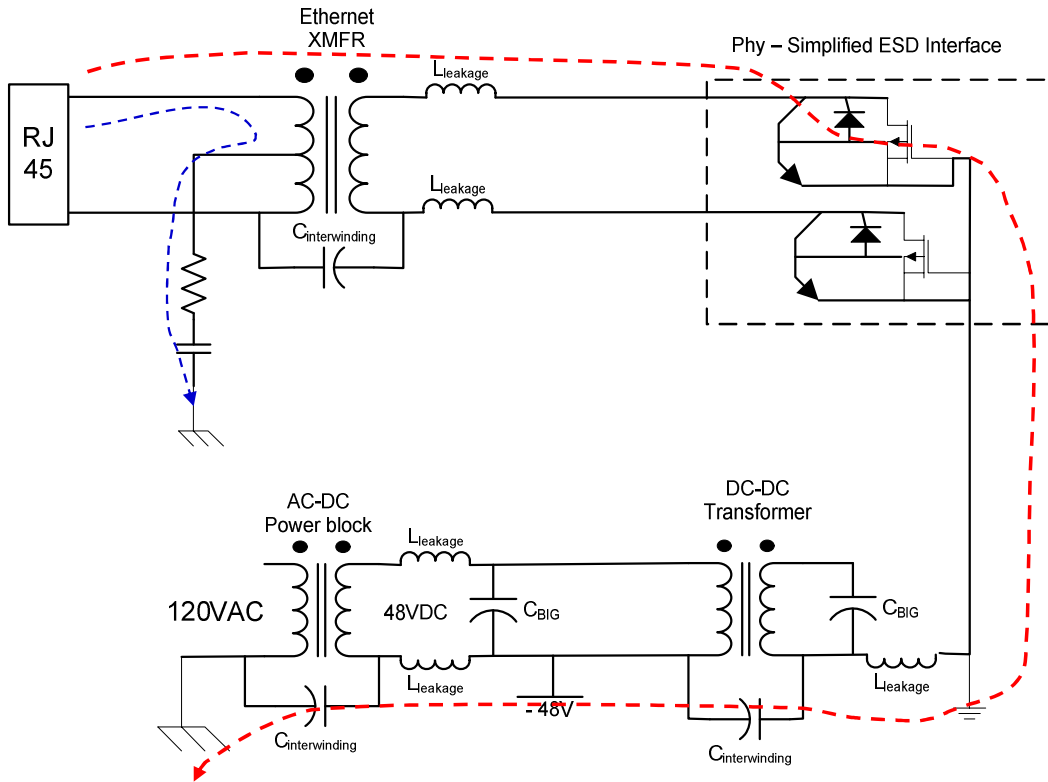 Ethernet
XMFR
Phy – Simplified ESD Interface
Lleakage
RJ
45
Lleakage
Cinterwinding
AC-DC
Power block
DC-DC
Transformer
Lleakage
120VAC
48VDC
CBIG
CBIG
Lleakage
Lleakage
- 48V
Cinterwinding
Cinterwinding